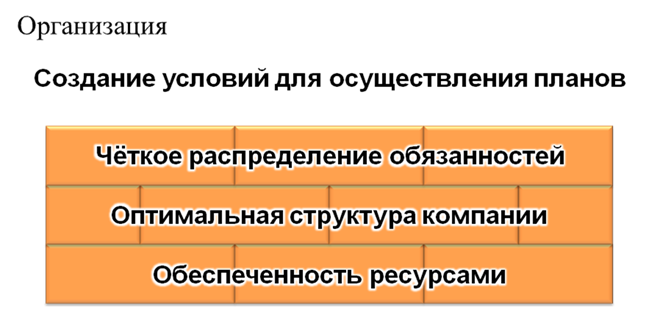 Организация
Создание условий для осуществления планов
Чёткое распределение обязанностей
Оптимальная структура компании
Обеспеченность ресурсами